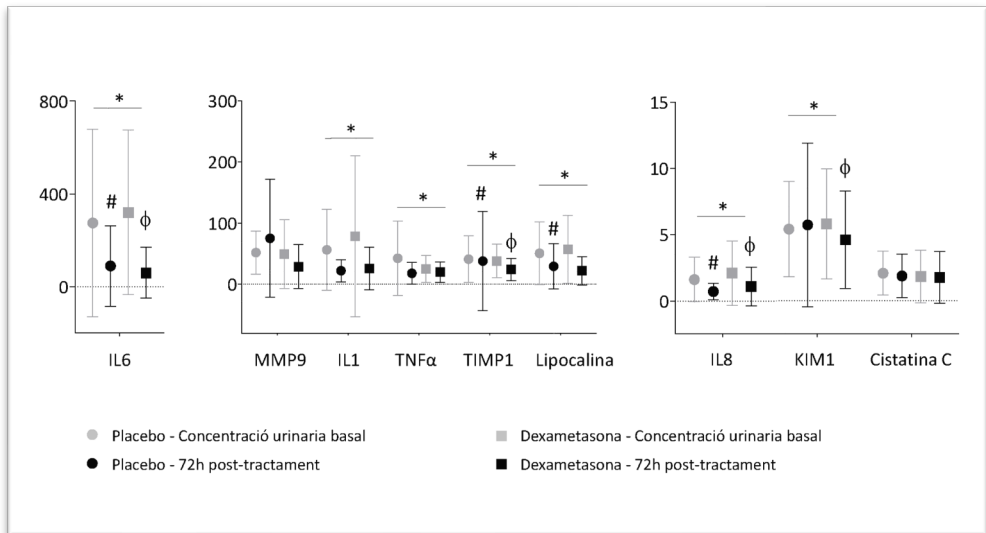 800
400
0
*
#
ϕ
IL6
300
200
100
0
*
*
*
#
ϕ
*
#
MMP9 IL1 TNFα TIMP1 Lipocalina
15
10
5
0
*
#
ϕ
*
ϕ
IL8 KIM1 Cistatina C
Placebo - Concentració urinaria basal
Dexametasona - Concentració urinaria basal
Placebo - 72h post-tractament
Dexametasona - 72h post-tractament